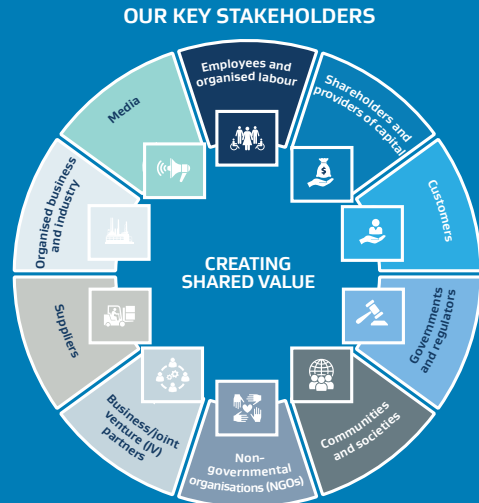 OUR KEY STAKEHOLDERS
Employees and
organised labour
Shareholders and
providers of capital
Customers
Governments
and regulators
Communities
and societies
Non-
governmental
organisations (NGOs)
Business/joint
venture (JV)
partners
Suppliers
Organised business
and industry
Media
$
CREATING
SHARED VALUE